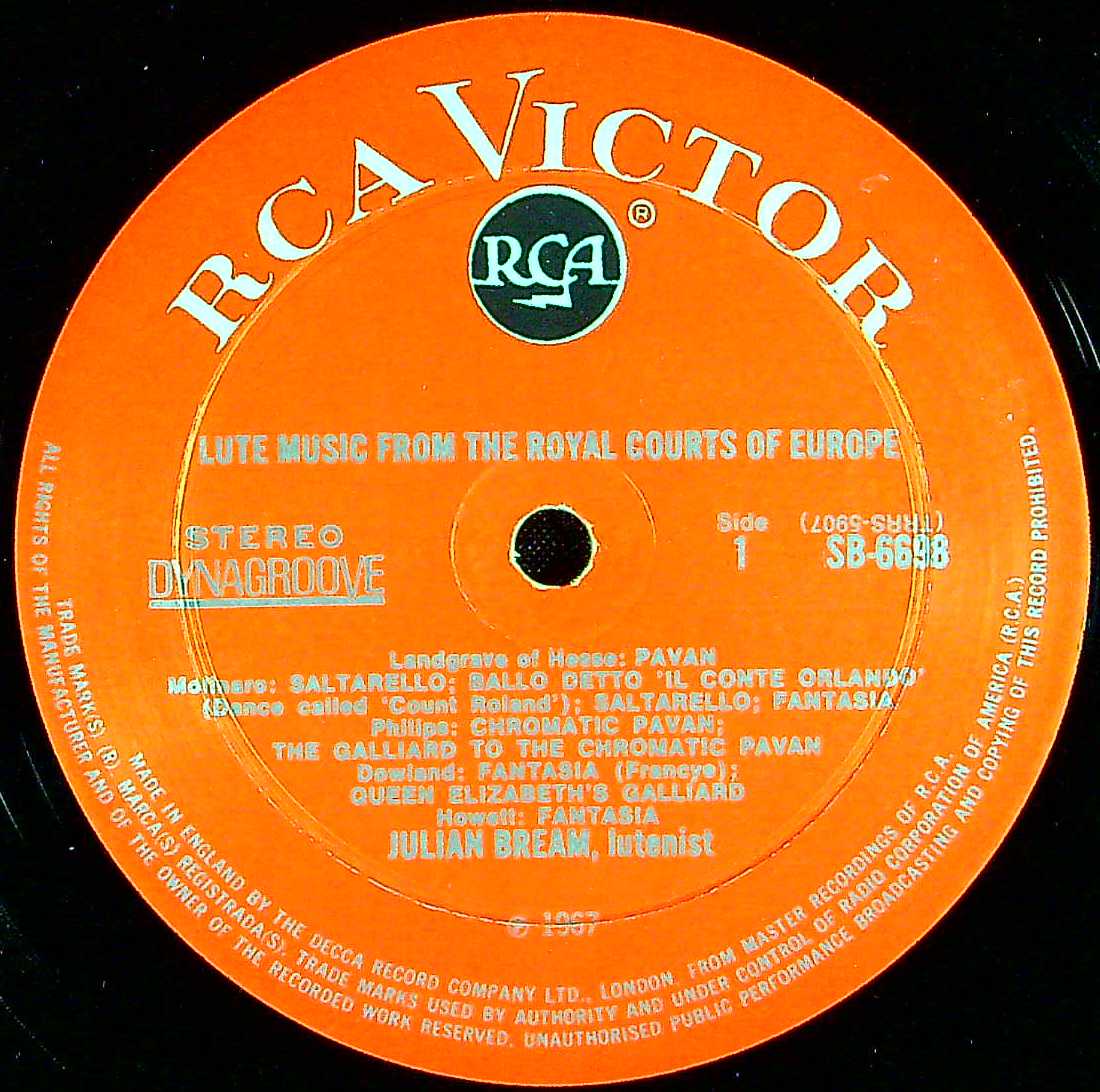 RCA VICTOR
RCA ®
LUTE MUSIC FROM THE ROYAL COURTS OF EUROPE
STEREO
DYNAGROOVE
Side (TRRS-5907)
1 SB-6698
Landgrave of Hesse: PAVAN
Molinaro: SALTARELLO; BALLO DETTO 'IL CONTE ORLANDO'
(Dance called 'Count Roland'); SALTARELLO; FANTASIA
Philips: CHROMATIC PAVAN;
THE GALLIARD TO THE CHROMATIC PAVAN
Dowland: FANTASIA (Francye);
QUEEN ELIZABETH'S GALLIARD
Howett: FANTASIA
JULIAN BREAM, lutenist
℗ 1967
MADE IN ENGLAND BY THE DECCA RECORD COMPANY LTD., LONDON. FROM MASTER RECORDINGS OF R.C.A.
TRADE MARK(S) (R). MARCA(S) REGISTRADA(S). TRADE MARKS USED BY AUTHORITY AND UNDER CONTROL OF RADIO CORPORATION OF AMERICA (R.C.A.)
ALL RIGHTS OF THE MANUFACTURER AND OF THE OWNER OF THE RECORDED WORK RESERVED. UNAUTHORISED PUBLIC PERFORMANCE BROADCASTING AND COPYING OF THIS RECORD PROHIBITED.